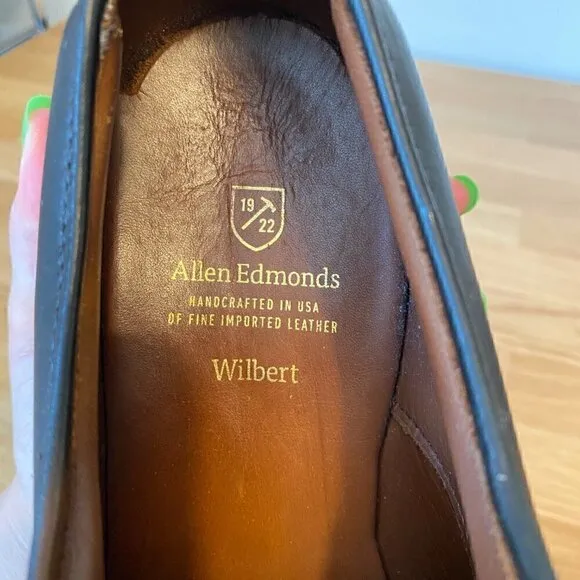 19
22
Allen Edmonds
HANDCRAFTED IN USA
OF FINE IMPORTED LEATHER
Wilbert